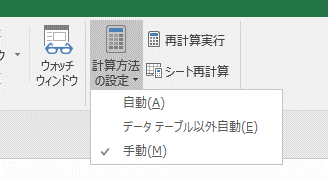 ウォッチ
ウィンドウ
計算方法
の設定
再計算実行
シート再計算
自動(A)
データ テーブル以外自動(E)
手動(M)